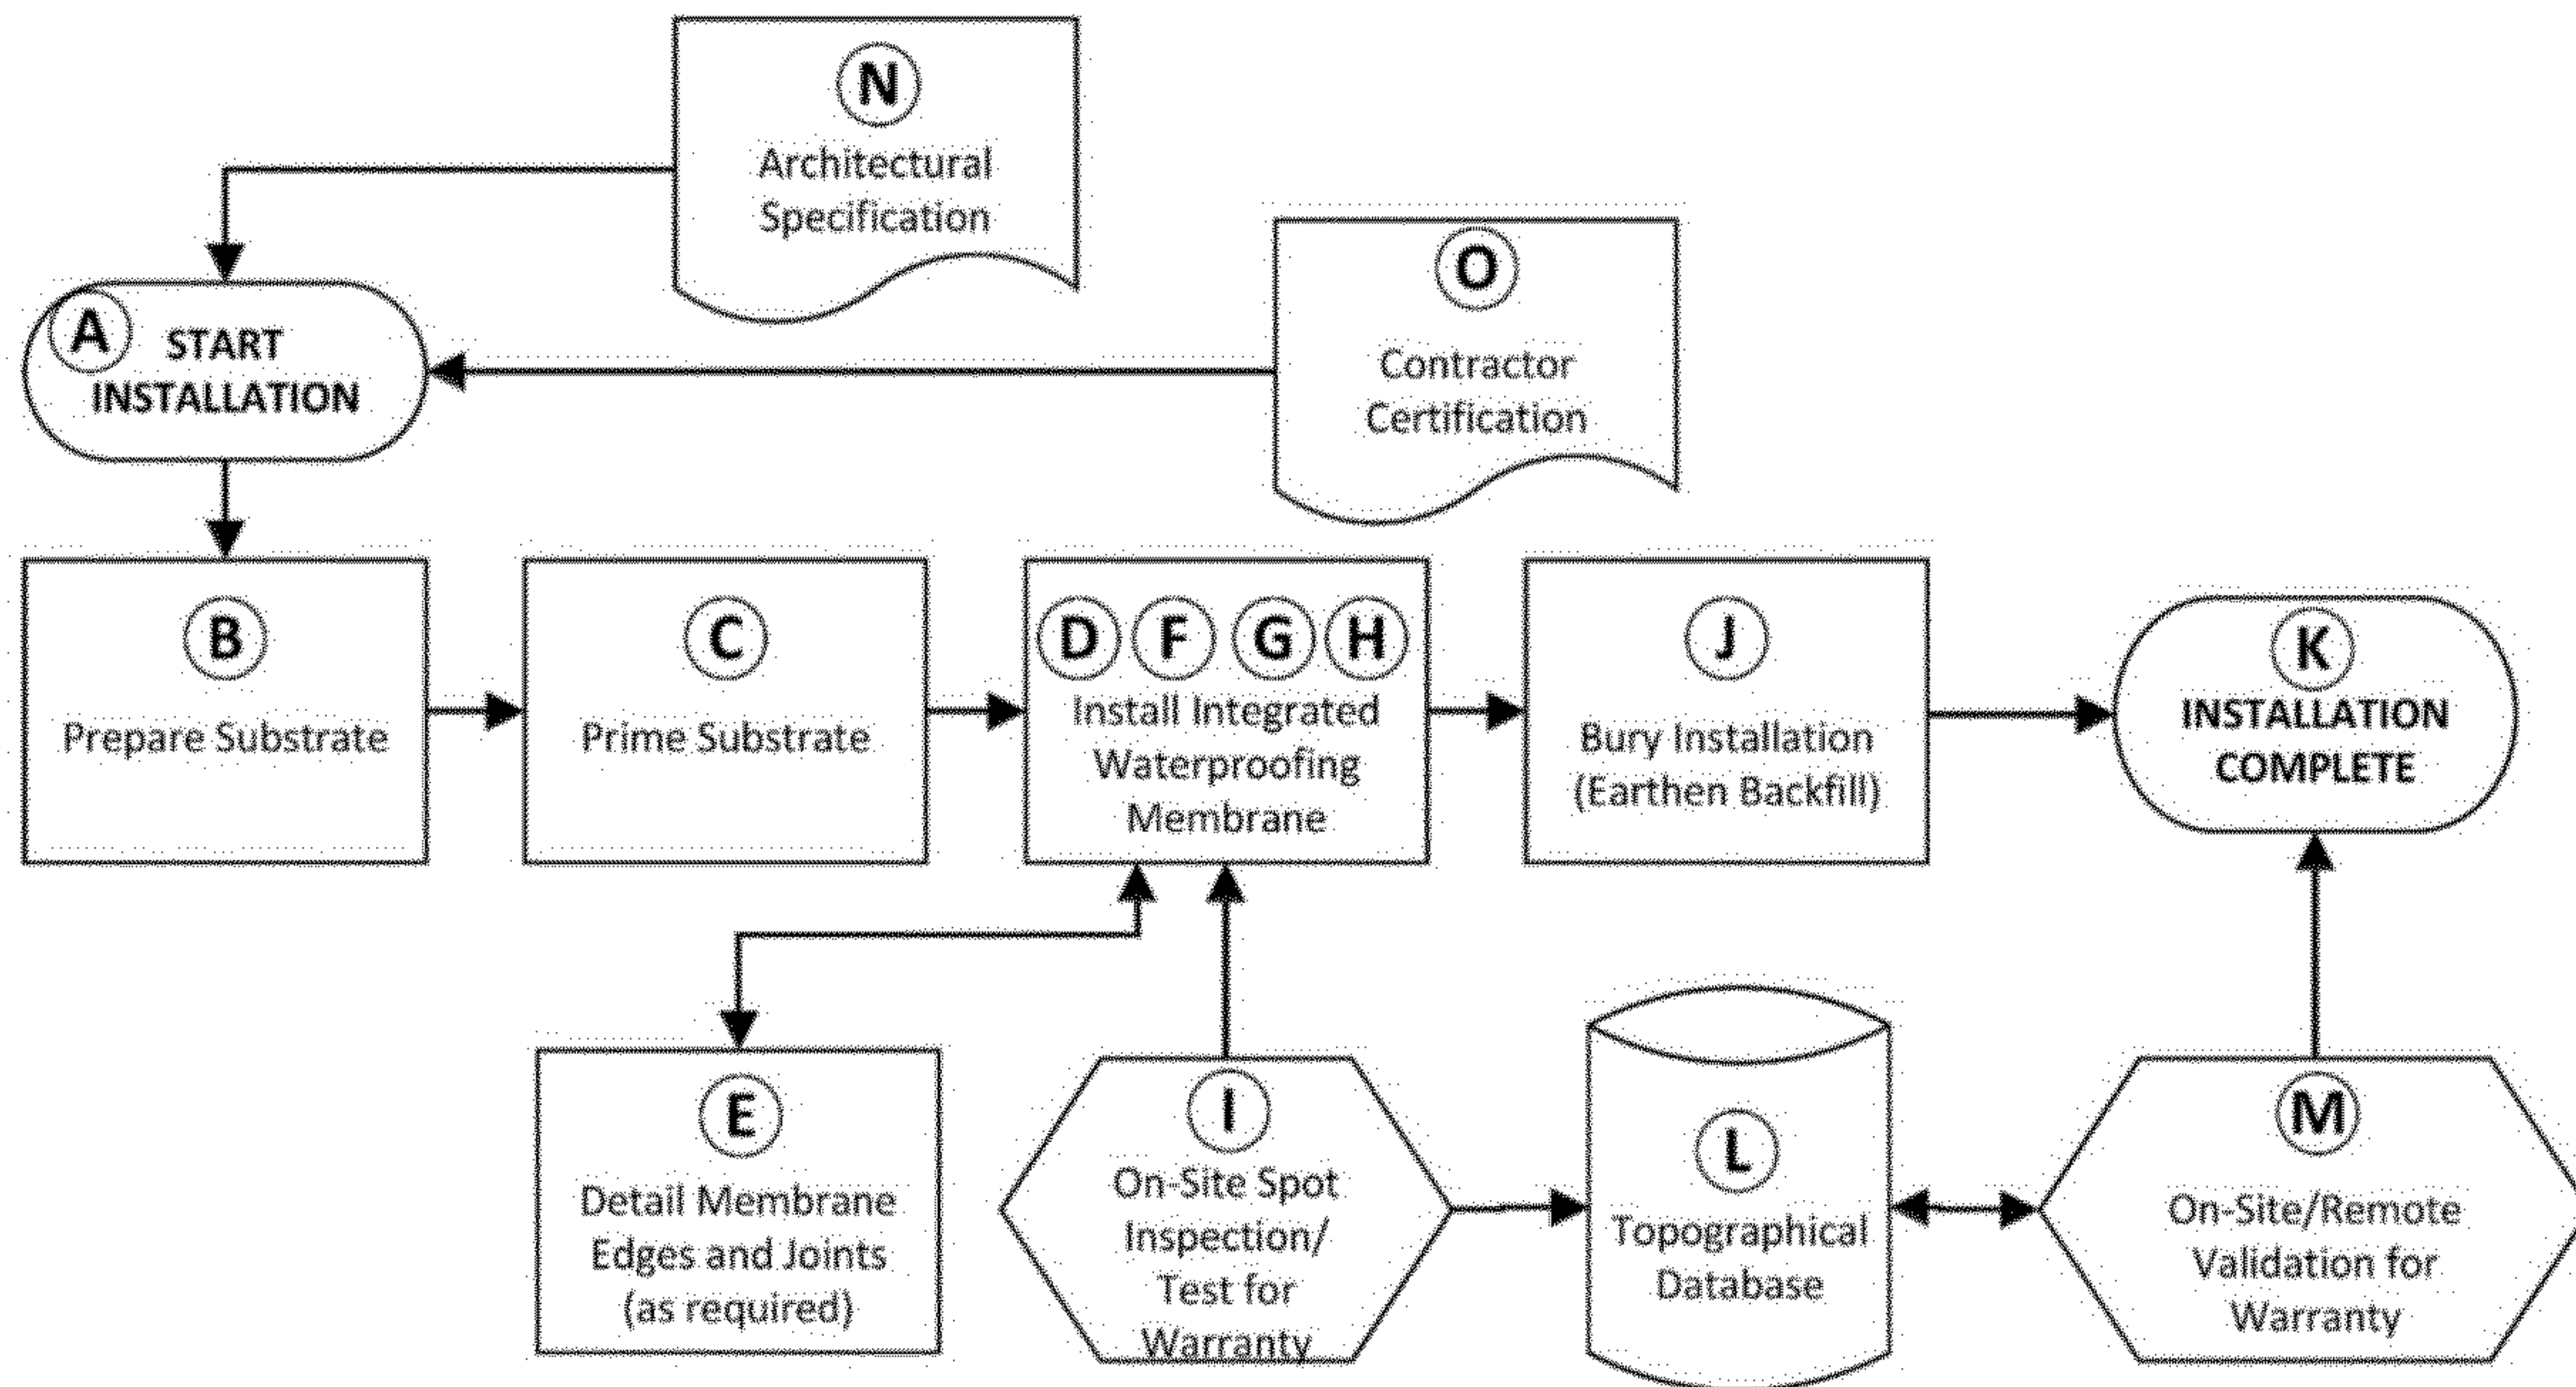 N
Architectural
Specification
O
Contractor
Certification
A
START
INSTALLATION
B
Prepare Substrate
C
Prime Substrate
D F G H
Install Integrated
Waterproofing
Membrane
J
Bury Installation
(Earthen Backfill)
K
INSTALLATION
COMPLETE
E
Detail Membrane
Edges and Joints
(as required)
I
On-Site Spot
Inspection/
Test for
Warranty
L
Topographical
Database
M
On-Site/Remote
Validation for
Warranty